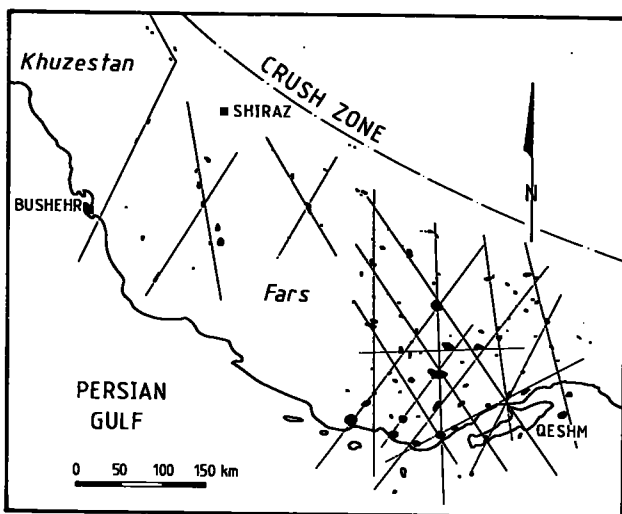 Khuzestan
SHIRAZ
CRUSH ZONE
N
BUSHEHR
Fars
PERSIAN
GULF
QESHM
0 50 100 150 km